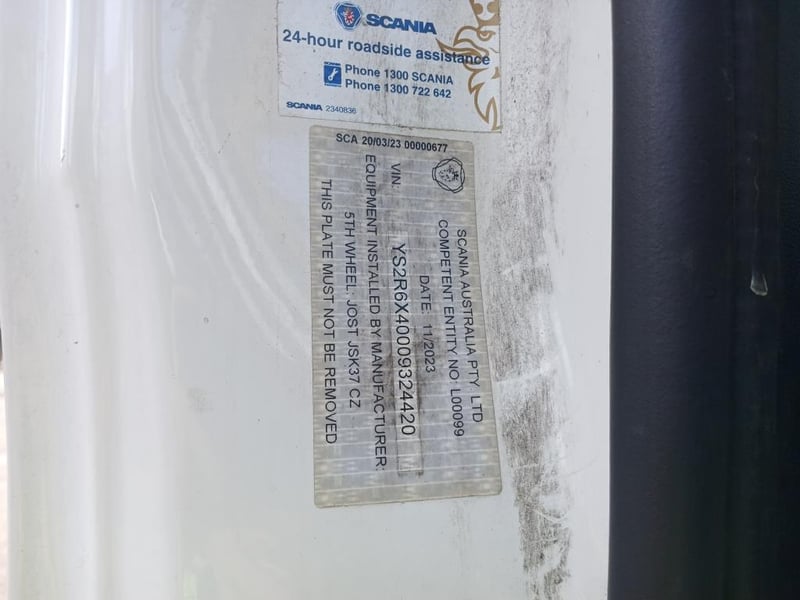 SCANIA
24-hour roadside assistance
Phone 1300 SCANIA
Phone 1300 722 642
SCANIA 2340836
SCA 20/03/23 00000677
SCANIA AUSTRALIA PTY LTD
COMPETENT ENTITY NO: L00099
DATE: 11/2023
VIN: YS2R6X40009324420
EQUIPMENT INSTALLED BY MANUFACTURER:
5TH WHEEL: JOST JSK37 CZ
THIS PLATE MUST NOT BE REMOVED